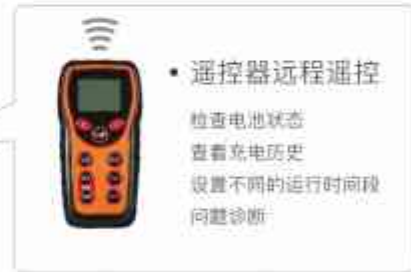 • 遥控器远程遥控
检查电池状态
查看充电历史
设置不同的运行时间段
问题诊断